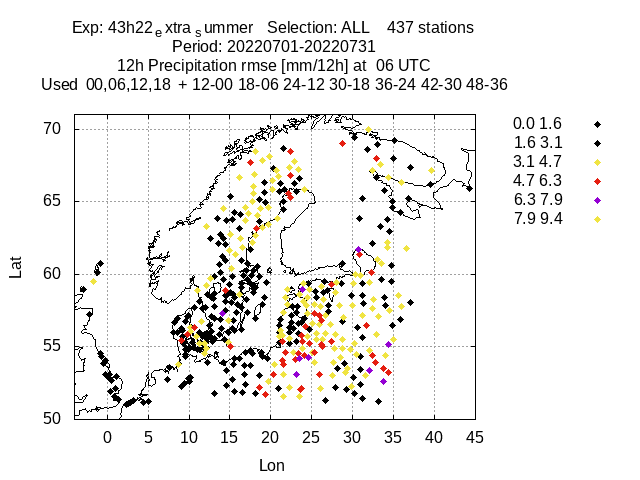 Exp: 43h22 e xtra s ummer Selection: ALL 437 stations
Period: 20220701-20220731
12h Precipitation rmse [mm/12h] at 06 UTC
Used 00,06,12,18 + 12-00 18-06 24-12 30-18 36-24 42-30 48-36
0.0 1.6
1.6 3.1
3.1 4.7
4.7 6.3
6.3 7.9
7.9 9.4
70
65
60
55
50
Lat
0 5 10 15 20 25 30 35 40 45
Lon